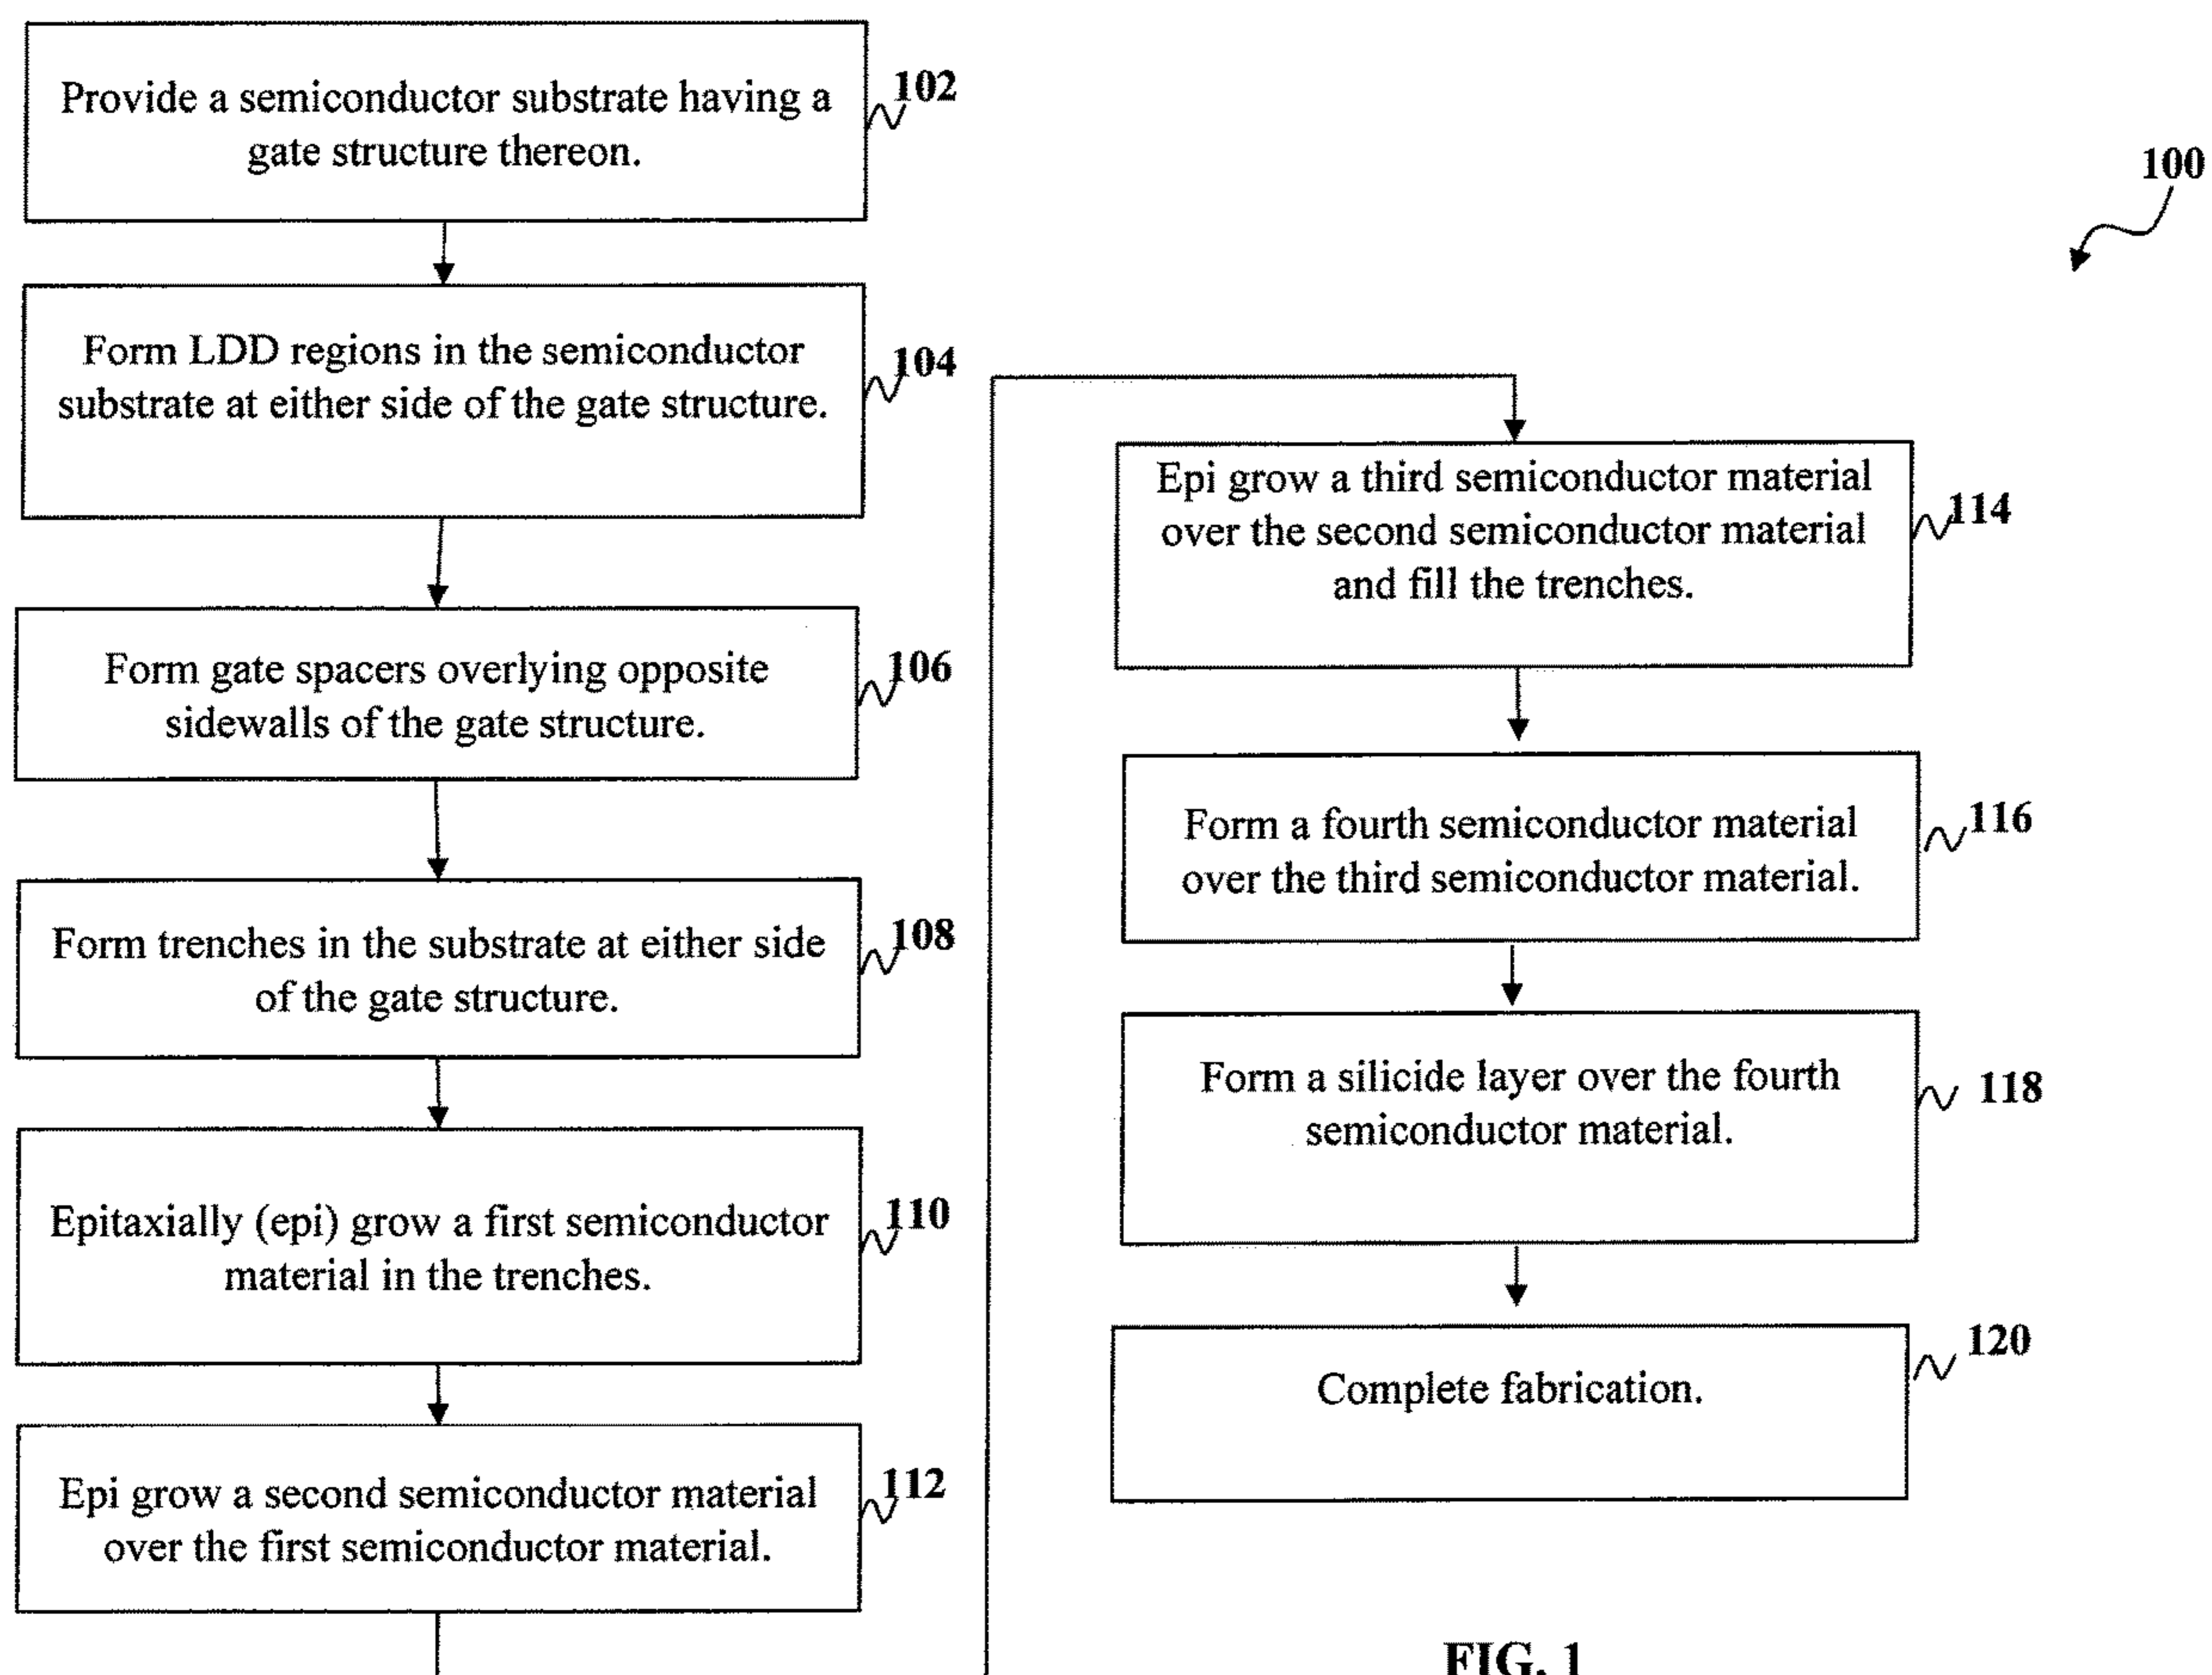 Provide a semiconductor substrate having a
gate structure thereon.
102
Form LDD regions in the semiconductor
substrate at either side of the gate structure.
104
Form gate spacers overlying opposite
sidewalls of the gate structure.
106
Form trenches in the substrate at either side
of the gate structure.
108
Epitaxially (epi) grow a first semiconductor
material in the trenches.
110
Epi grow a second semiconductor material
over the first semiconductor material.
112
100
Epi grow a third semiconductor material
over the second semiconductor material
and fill the trenches.
114
Form a fourth semiconductor material
over the third semiconductor material.
116
Form a silicide layer over the fourth
semiconductor material.
118
Complete fabrication.
120
FIG. 1